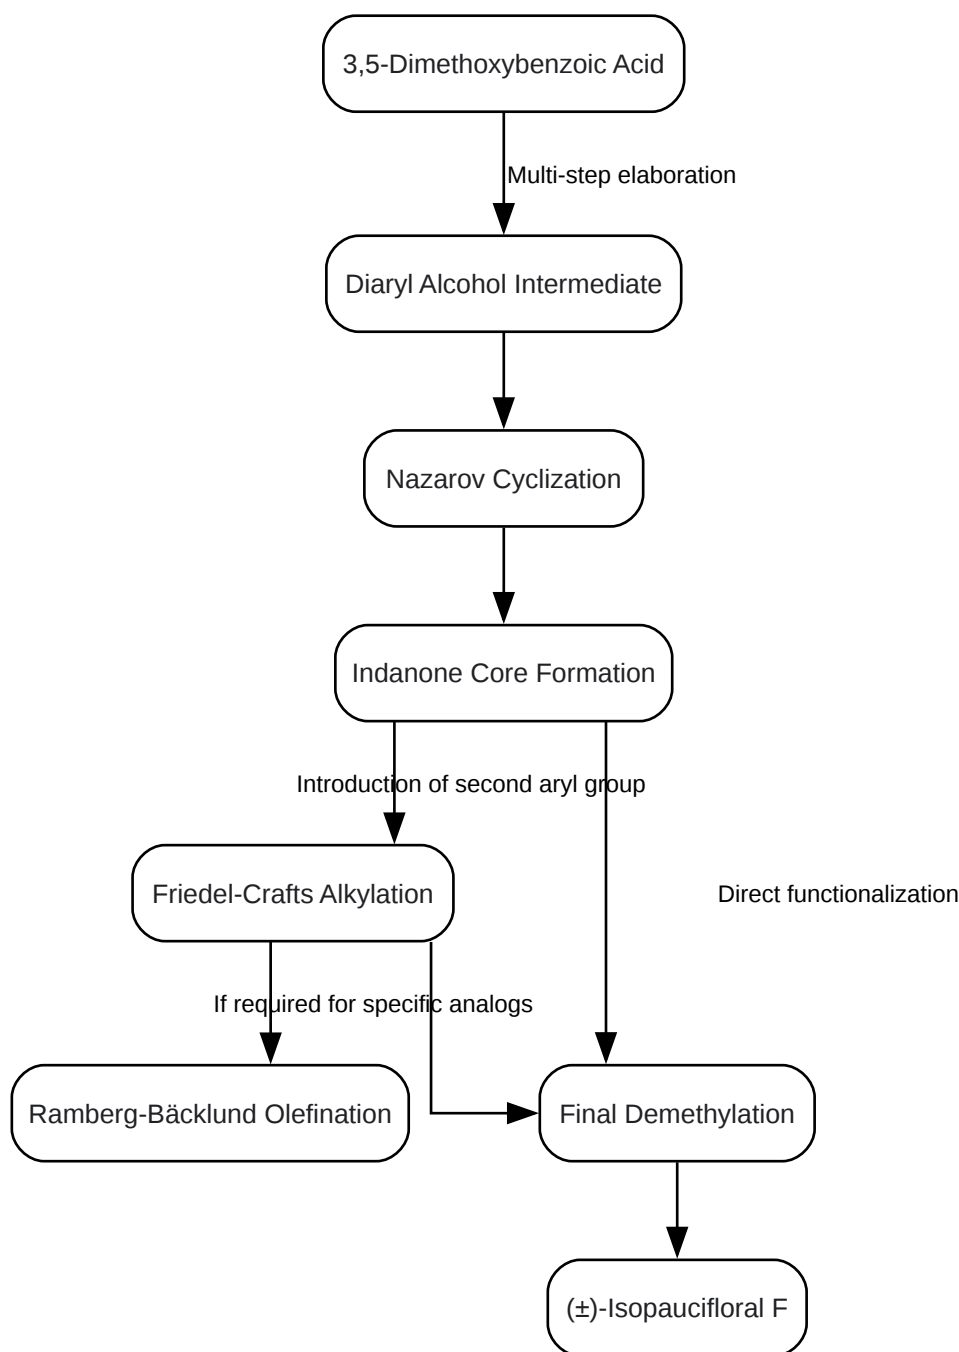 3,5-Dimethoxybenzoic Acid
Multi-step elaboration
Diaryl Alcohol Intermediate
Nazarov Cyclization
Indanone Core Formation
Introduction of second aryl group
Friedel-Crafts Alkylation
Direct functionalization
If required for specific analogs
Ramberg-Bäcklund Olefination
Final Demethylation
(±)-Isopaucifloral F